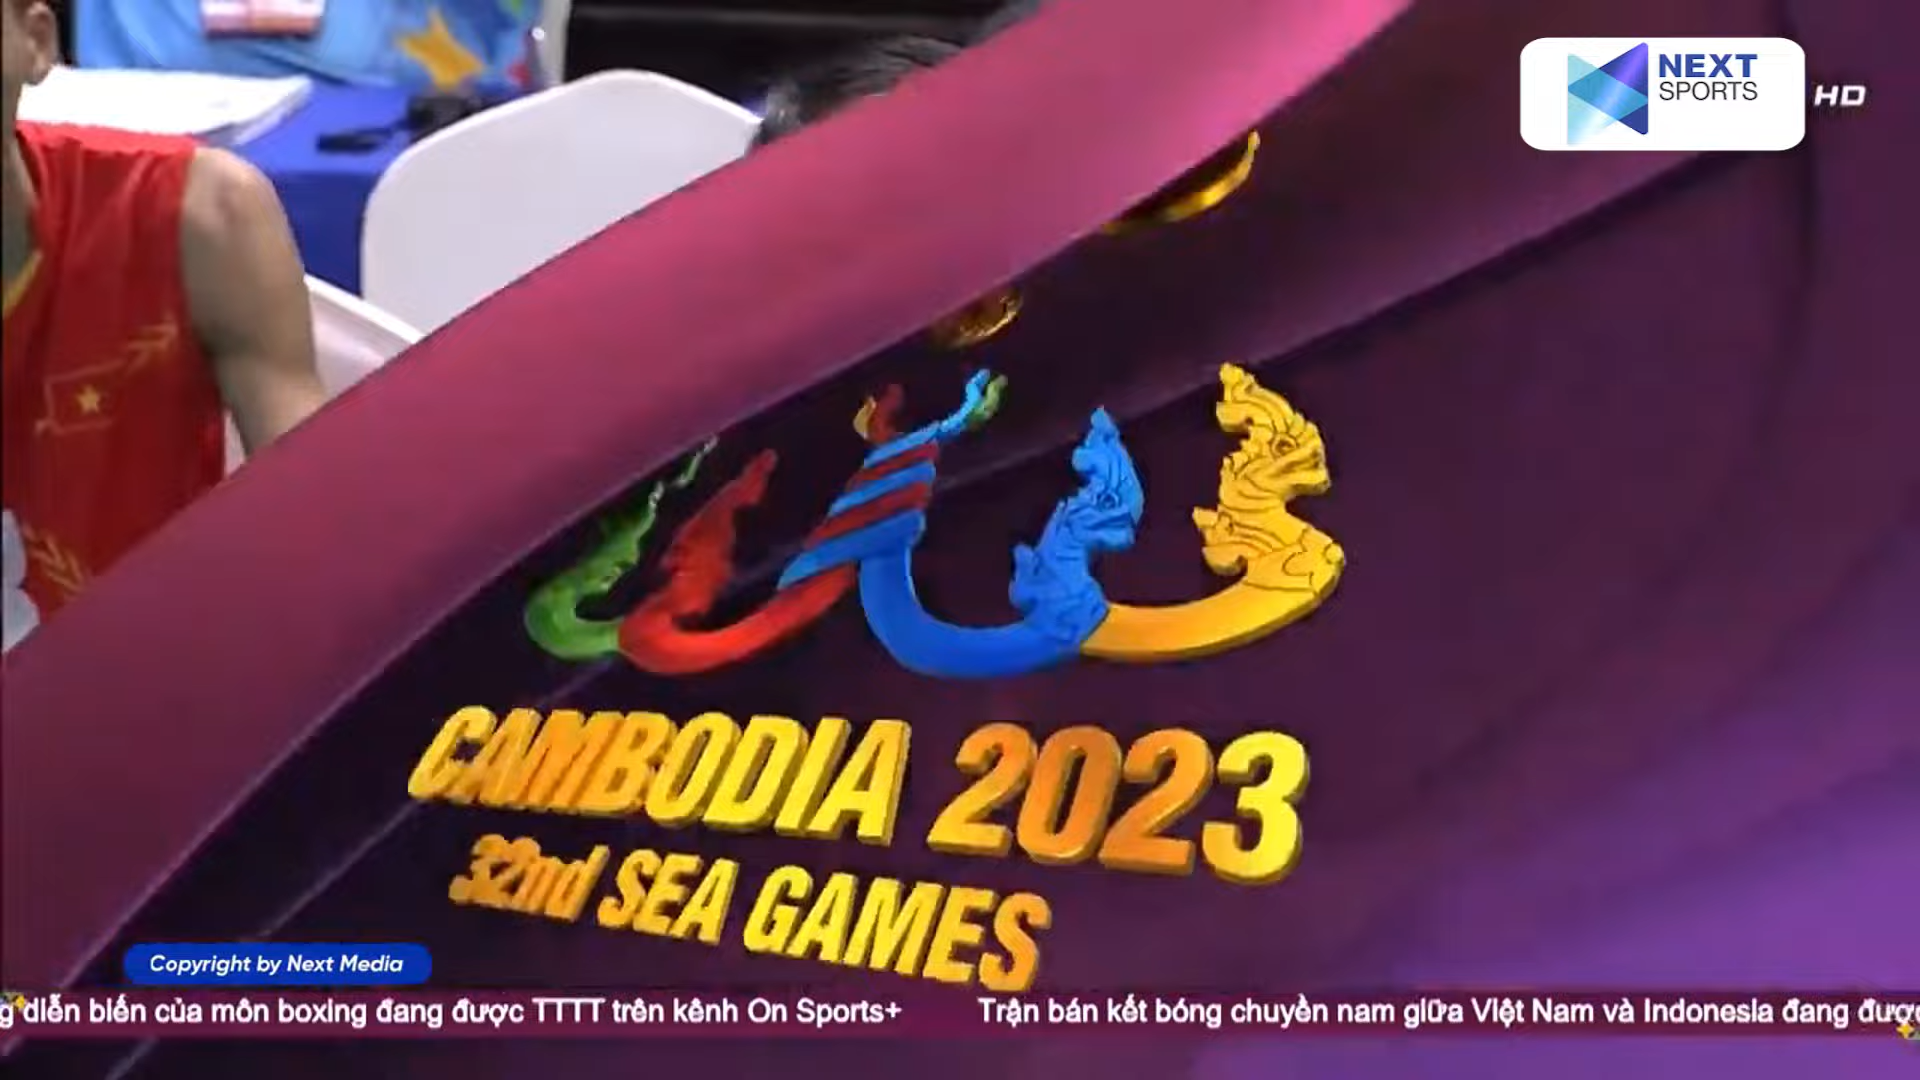 NEXT
SPORTS
HD
CAMBODIA 2023
32nd SEA GAMES
Copyright by Next Media
diễn biến của môn boxing đang được TTTT trên kênh On Sports+ Trận bán kết bóng chuyền nam giữa Việt Nam và Indonesia đang